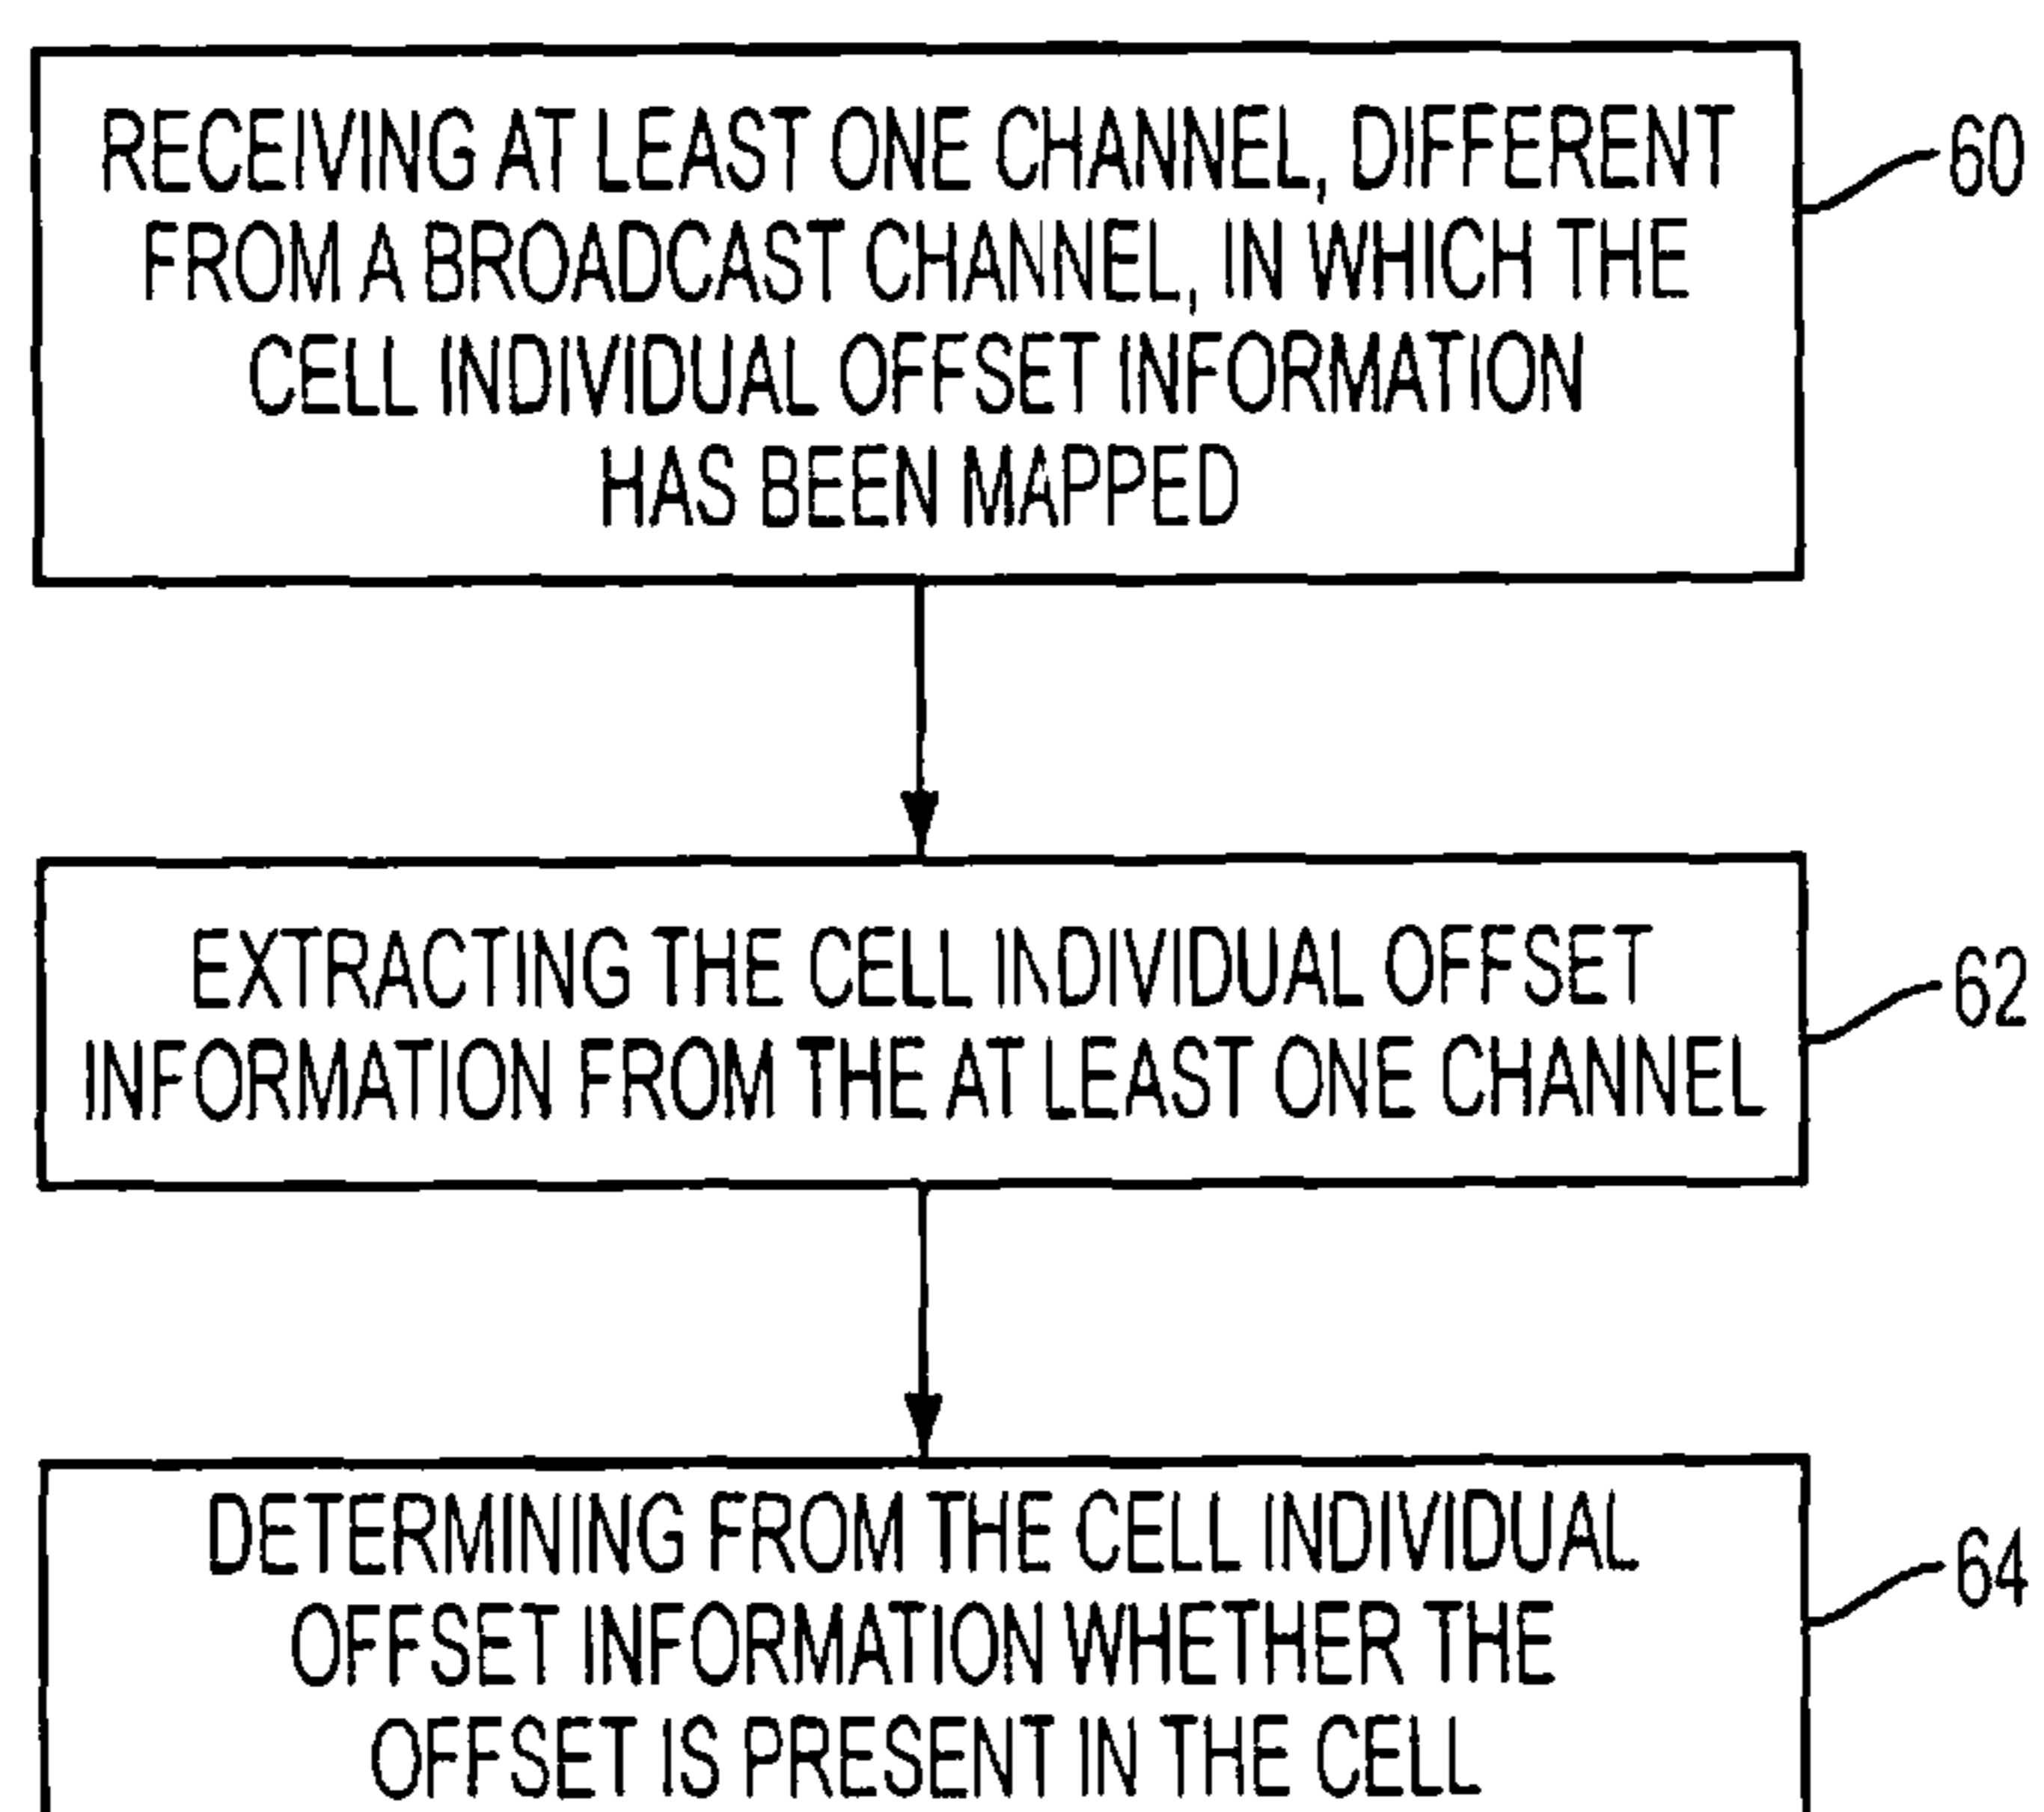 RECEIVING AT LEAST ONE CHANNEL, DIFFERENT
FROM A BROADCAST CHANNEL, IN WHICH THE
CELL INDIVIDUAL OFFSET INFORMATION
HAS BEEN MAPPED
60
EXTRACTING THE CELL INDIVIDUAL OFFSET
INFORMATION FROM THE AT LEAST ONE CHANNEL
62
DETERMINING FROM THE CELL INDIVIDUAL
OFFSET INFORMATION WHETHER THE
OFFSET IS PRESENT IN THE CELL
64